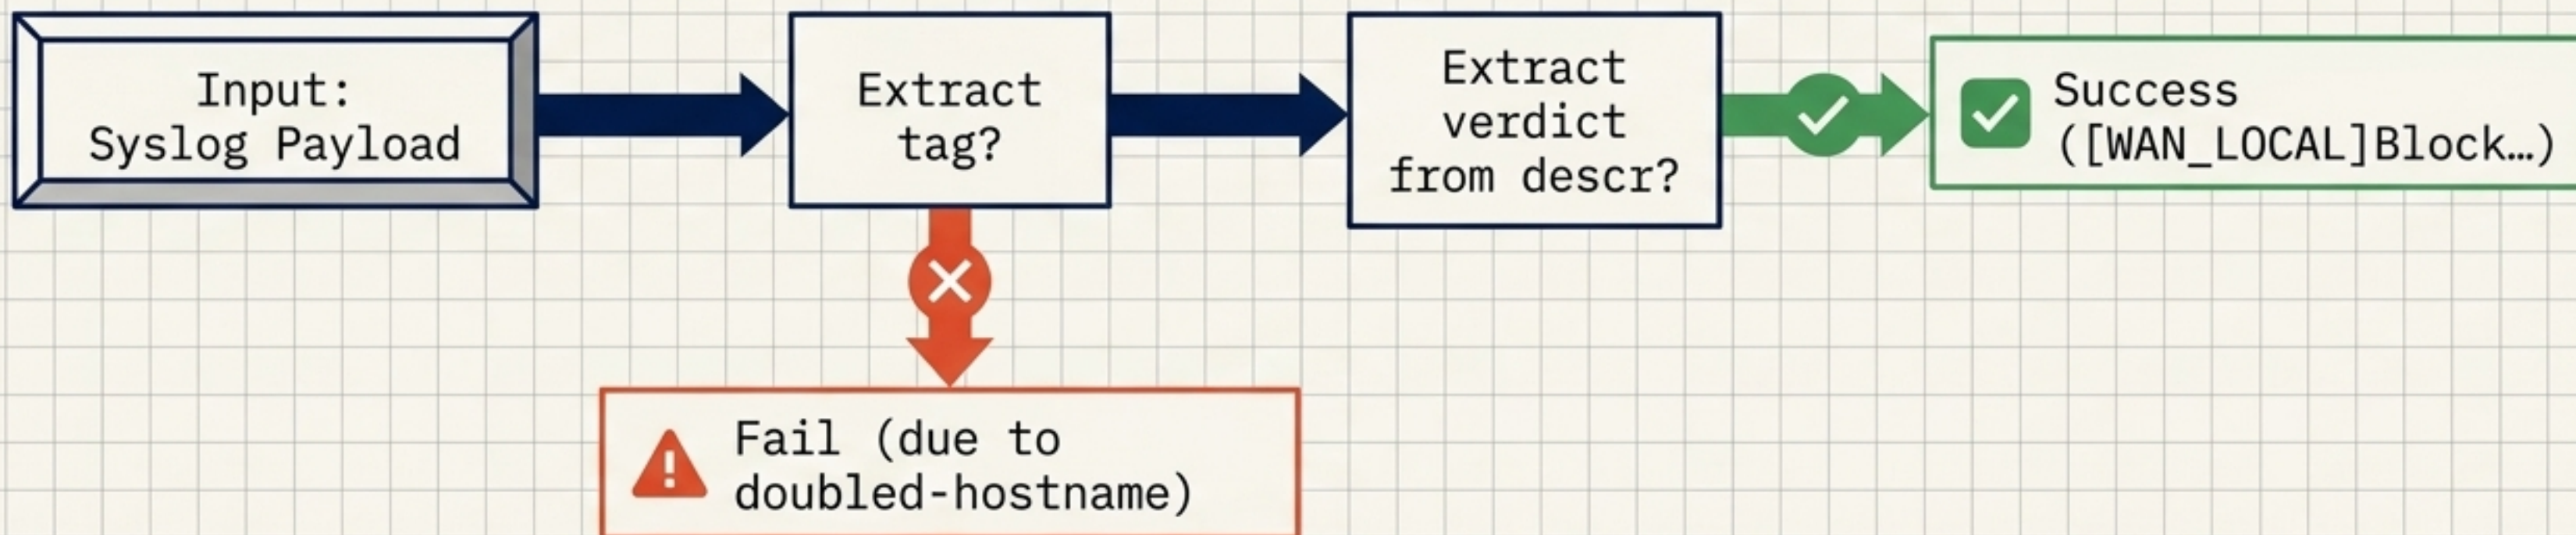 Input:
Syslog Payload
Extract
tag?
Extract
verdict
from descr?
Success
([WAN_LOCAL]Block…)
Fail (due to
doubled-hostname)